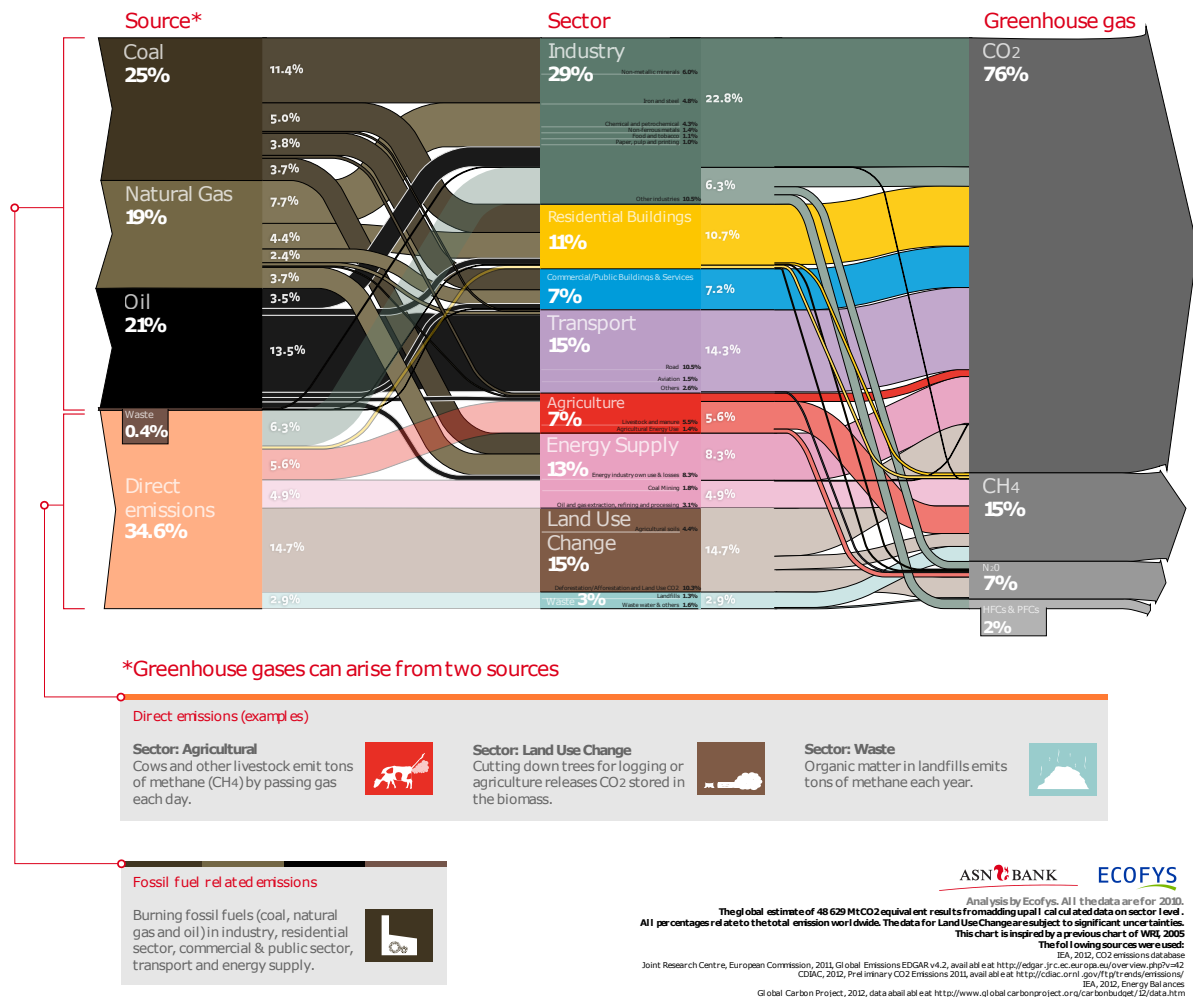 Source*
Sector
Greenhouse gas
Coal
25%
11.4%
5.0%
3.8%
3.7%
Natural Gas
19%
7.7%
4.4%
2.4%
3.7%
Oil
21%
3.5%
13.5%
Waste
0.4%
Direct
emissions
34.6%
6.3%
5.6%
4.9%
14.7%
2.9%
Industry
29%
Non-metallic minerals 6.0%
Iron and steel 4.8%
Chemical and petrochemical 4.3%
Non-ferrous metals 1.4%
Food and tobacco 1.1%
Paper, pulp and printing 1.0%
Other industries 10.5%
Residential Buildings
11%
Commercial/Public Buildings & Services
7%
Transport
15%
Road 10.5%
Aviation 1.5%
Others 2.6%
Agriculture
7%
Livestock and manure 5.5%
Agricultural Energy Use 1.4%
Energy Supply
13%
Energy industry own use & losses 8.3%
Coal Mining 1.8%
Oil and gas extraction, refining and processing 3.1%
Land Use
Change
15%
Agricultural soils 4.4%
Deforestation/Afforestation and Land Use CO2 10.3%
Waste 3%
Landfills 1.3%
Waste water & others 1.6%
22.8%
6.3%
10.7%
7.2%
14.3%
5.6%
8.3%
4.9%
14.7%
2.9%
CO2
76%
CH4
15%
N2O
7%
HFCs & PFCs
2%
*Greenhouse gases can arise from two sources
Direct emissions (examples)
Sector: Agricultural
Cows and other livestock emit tons
of methane (CH4) by passing gas
each day.
Sector: Land Use Change
Cutting down trees for logging or
agriculture releases CO2 stored in
the biomass.
Sector: Waste
Organic matter in landfills emits
tons of methane each year.
Fossil fuel related emissions
Burning fossil fuels (coal, natural
gas and oil) in industry, residential
sector, commercial & public sector,
transport and energy supply.
ASN BANK
ECOFYS
Analysis by Ecofys. All the data are for 2010.
The global estimate of 48 629 MtCO2 equivalent results from adding up all calculated data on sector level.
All percentages relate to the total emission worldwide. The data for Land Use Change are subject to significant uncertainties.
This chart is inspired by a previous chart of WRI, 2005
The following sources were used:
IEA, 2012, CO2 emissions database
Joint Research Centre, European Commission, 2011, Global Emissions EDGAR v4.2, available at http://edgar.jrc.ec.europa.eu/overview.php?v=42
CDIAC, 2012, Preliminary CO2 Emissions 2011, available at http://cdiac.ornl.gov/ftp/trends/emissions/
IEA, 2012, Energy Balances
Global Carbon Project, 2012, data abailable at http://www.globalcarbonproject.org/carbonbudget/12/data.htm